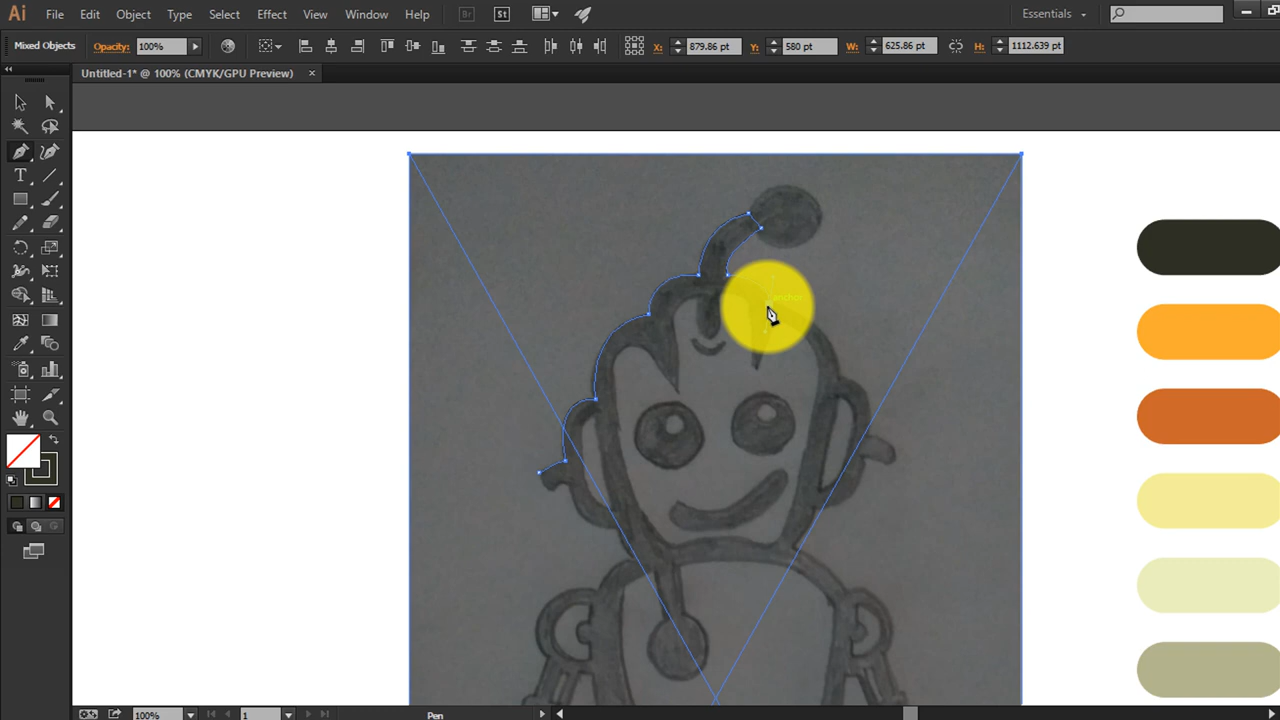 Ai File Edit Object Type Select Effect View Window Help Br St Essentials
Mixed Objects Opacity: 100% X: 879.86 pt Y: 580 pt W: 625.86 pt H: 1112.639 pt
Untitled-1* @ 100% (CMYK/GPU Preview) ×
anchor
100% 1 Pen